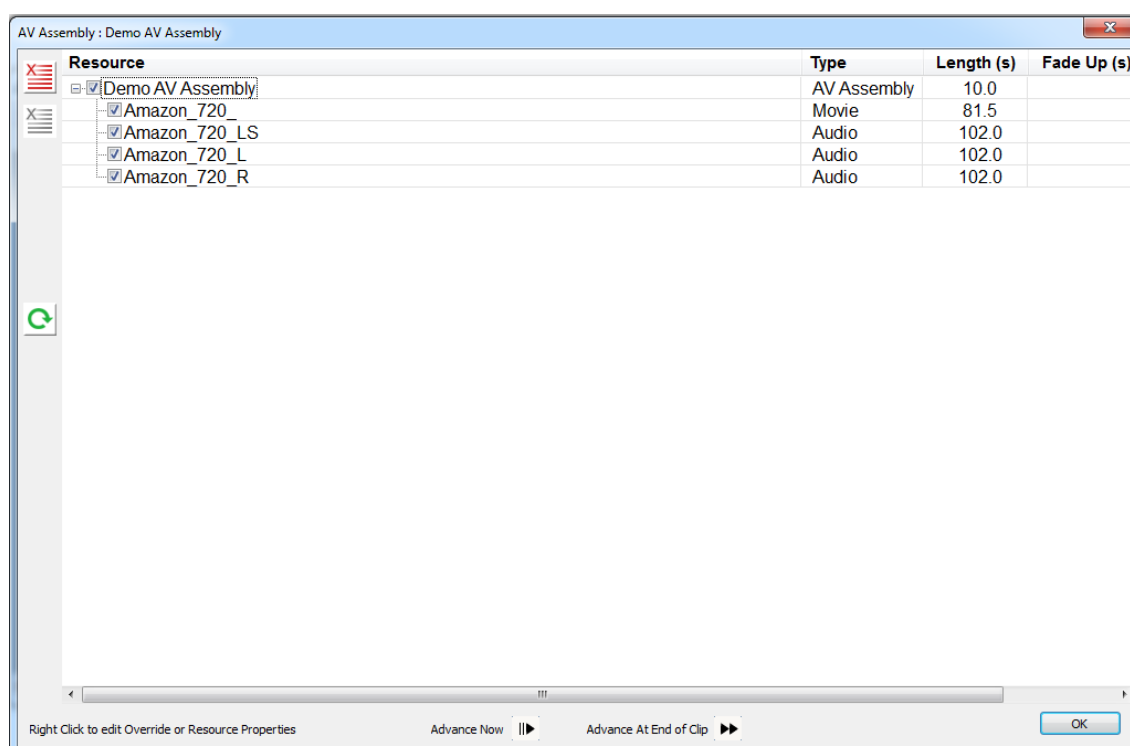 AV Assembly : Demo AV Assembly
Resource Type Length (s) Fade Up (s)
Demo AV Assembly AV Assembly 10.0
Amazon_720_ Movie 81.5
Amazon_720_LS Audio 102.0
Amazon_720_L Audio 102.0
Amazon_720_R Audio 102.0
Right Click to edit Override or Resource Properties Advance Now Advance At End of Clip OK